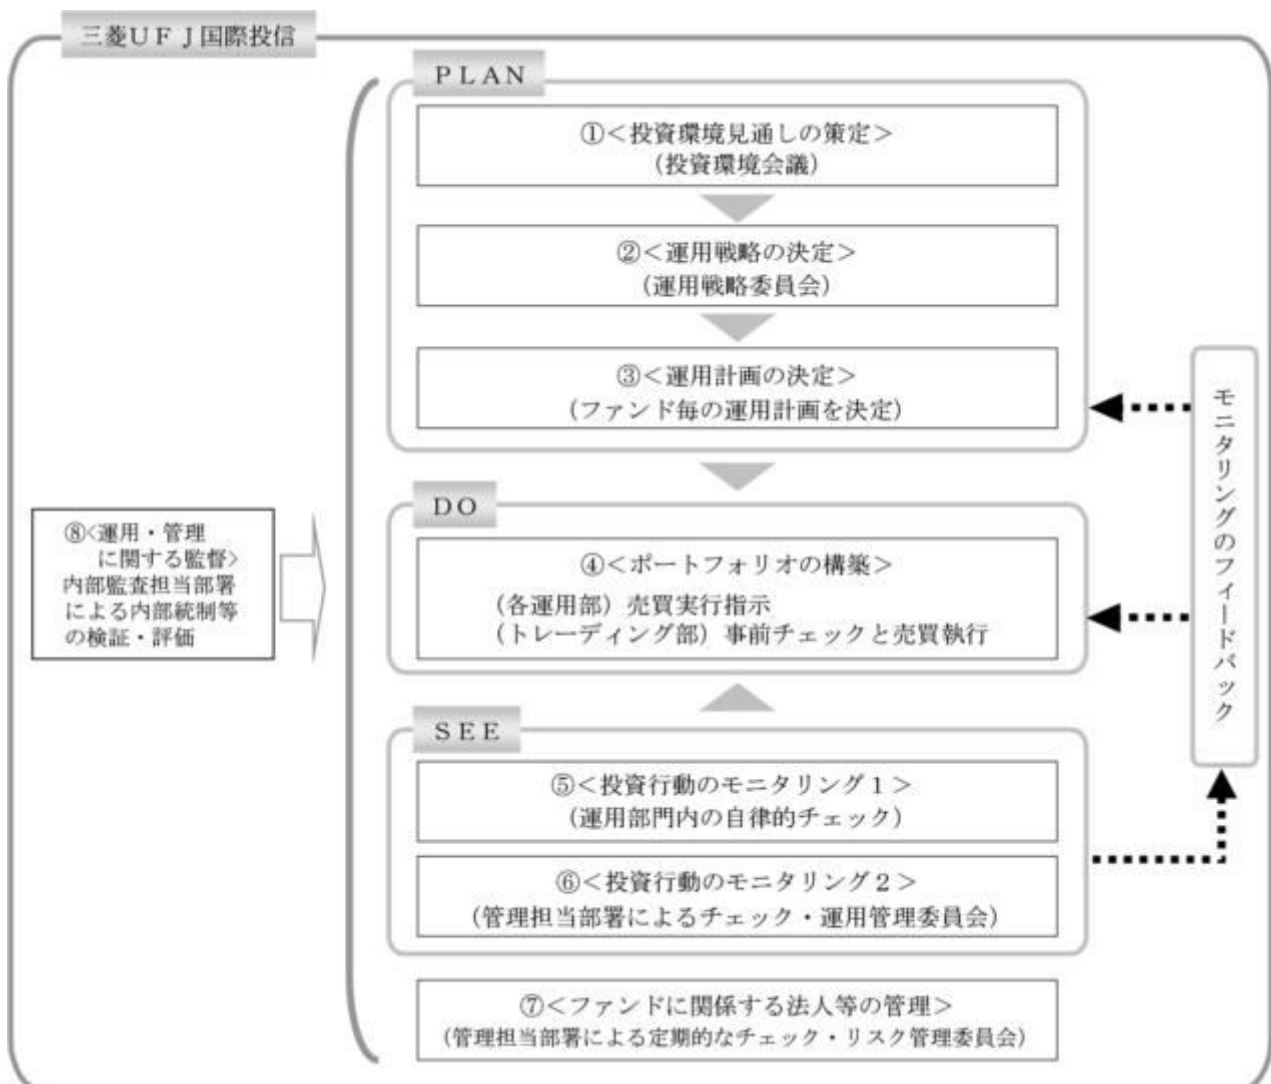 三菱ＵＦＪ国際投信
ＰＬＡＮ
①＜投資環境見通しの策定＞
（投資環境会議）
②＜運用戦略の決定＞
（運用戦略委員会）
③＜運用計画の決定＞
（ファンド毎の運用計画を決定）
ＤＯ
④＜ポートフォリオの構築＞
（各運用部）売買実行指示
（トレーディング部）事前チェックと売買執行
ＳＥＥ
⑤＜投資行動のモニタリング１＞
（運用部門内の自律的チェック）
⑥＜投資行動のモニタリング２＞
（管理担当部署によるチェック・運用管理委員会）
⑦＜ファンドに関係する法人等の管理＞
（管理担当部署による定期的なチェック・リスク管理委員会）
⑧<運用・管理
に関する監督>
内部監査担当部署
による内部統制等
の検証・評価
モニタリングのフィードバック